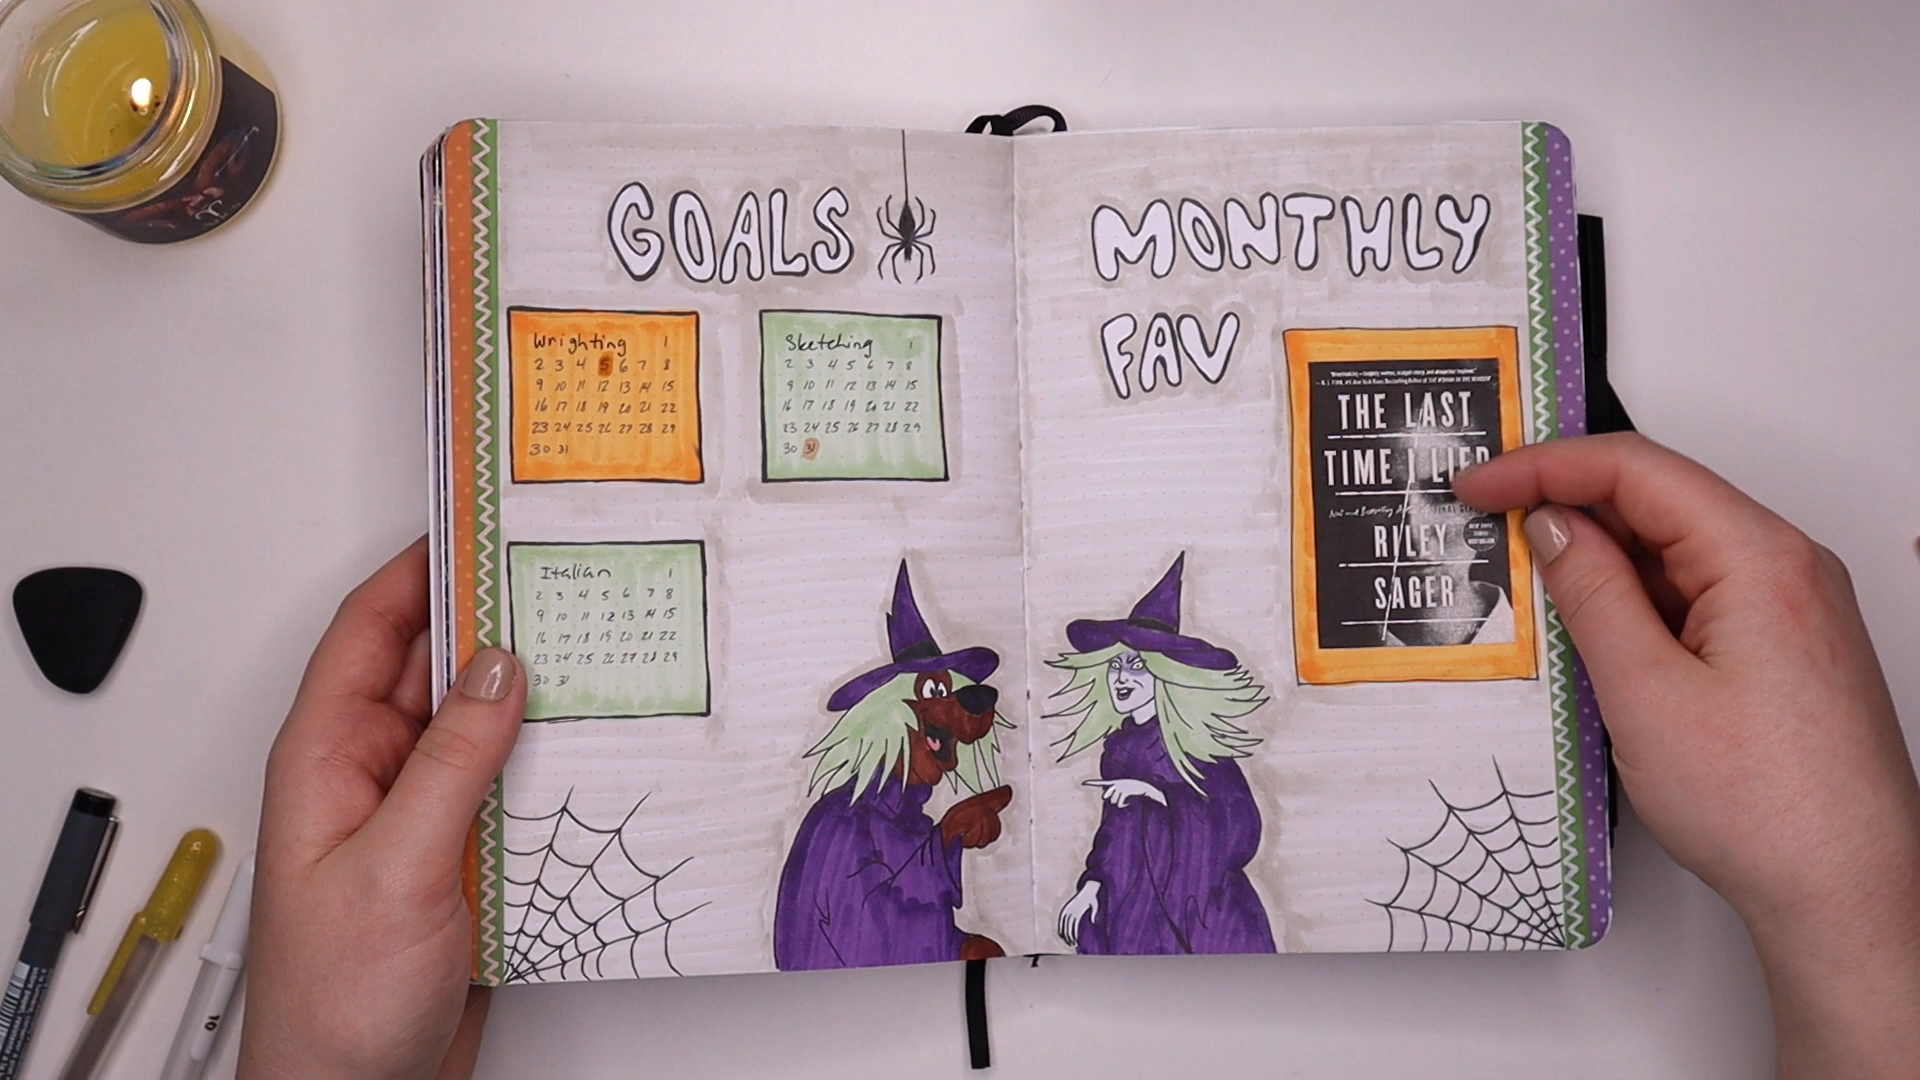 GOALS
Wrighting 1
2 3 4 5 6 7 8
9 10 11 12 13 14 15
16 17 18 19 20 21 22
23 24 25 26 27 28 29
30 31
Sketching 1
2 3 4 5 6 7 8
9 10 11 12 13 14 15
16 17 18 19 20 21 22
23 24 25 26 27 28 29
30 31
Italian 1
2 3 4 5 6 7 8
9 10 11 12 13 14 15
16 17 18 19 20 21 22
23 24 25 26 27 28 29
30 31
MONTHLY
FAV
THE LAST
TIME I LIED
RILEY
SAGER
10